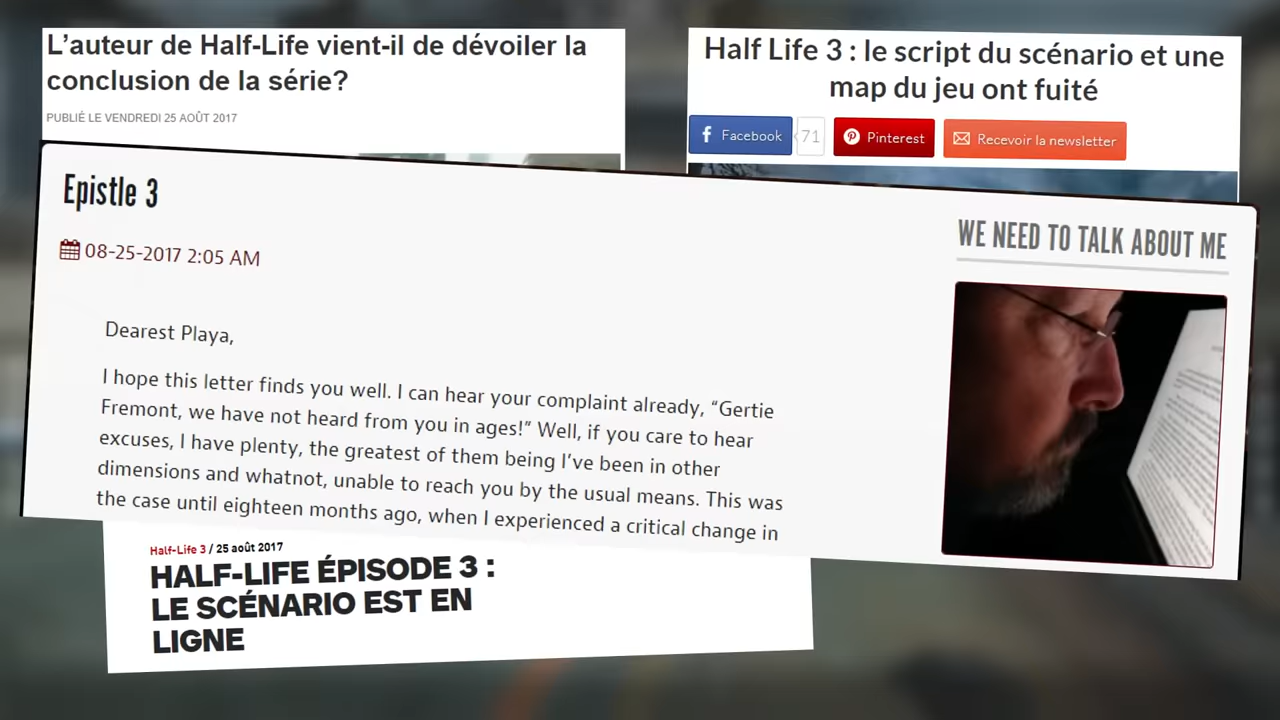 L'auteur de Half-Life vient-il de dévoiler la
conclusion de la série?
PUBLIÉ LE VENDREDI 25 AOÛT 2017
Half Life 3 : le script du scénario et une
map du jeu ont fuité
Facebook
71
Pinterest
Recevoir la newsletter
Epistle 3
08-25-2017 2:05 AM
Dearest Playa,
I hope this letter finds you well. I can hear your complaint already, “Gertie
Fremont, we have not heard from you in ages!” Well, if you care to hear
excuses, I have plenty, the greatest of them being I’ve been in other
dimensions and whatnot, unable to reach you by the usual means. This was
the case until eighteen months ago, when I experienced a critical change in
WE NEED TO TALK ABOUT ME
Half-Life 3 / 25 août 2017
HALF-LIFE ÉPISODE 3 :
LE SCÉNARIO EST EN
LIGNE